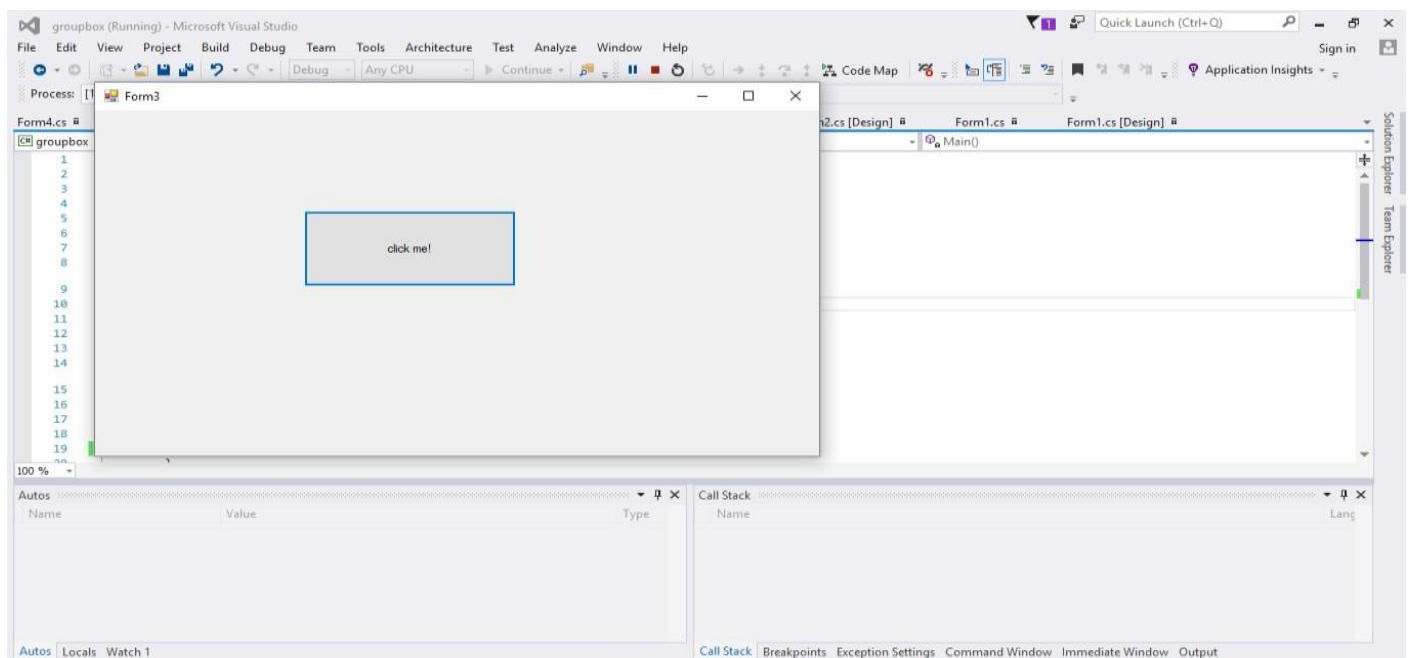 groupbox (Running) - Microsoft Visual Studio
1
Quick Launch (Ctrl+Q)
File Edit View Project Build Debug Team Tools Architecture Test Analyze Window Help
Sign in
Debug Any CPU Continue Code Map Application Insights
Process: [1
Form3
Form4.cs
2.cs [Design] Form1.cs Form1.cs [Design]
C# groupbox
Main()
Solution Explorer
Team Explorer
click me!
1
2
3
4
5
6
7
8
9
10
11
12
13
14
15
16
17
18
19
20
100 %
Autos
Name Value Type
Call Stack
Name Lang
Autos Locals Watch 1
Call Stack Breakpoints Exception Settings Command Window Immediate Window Output